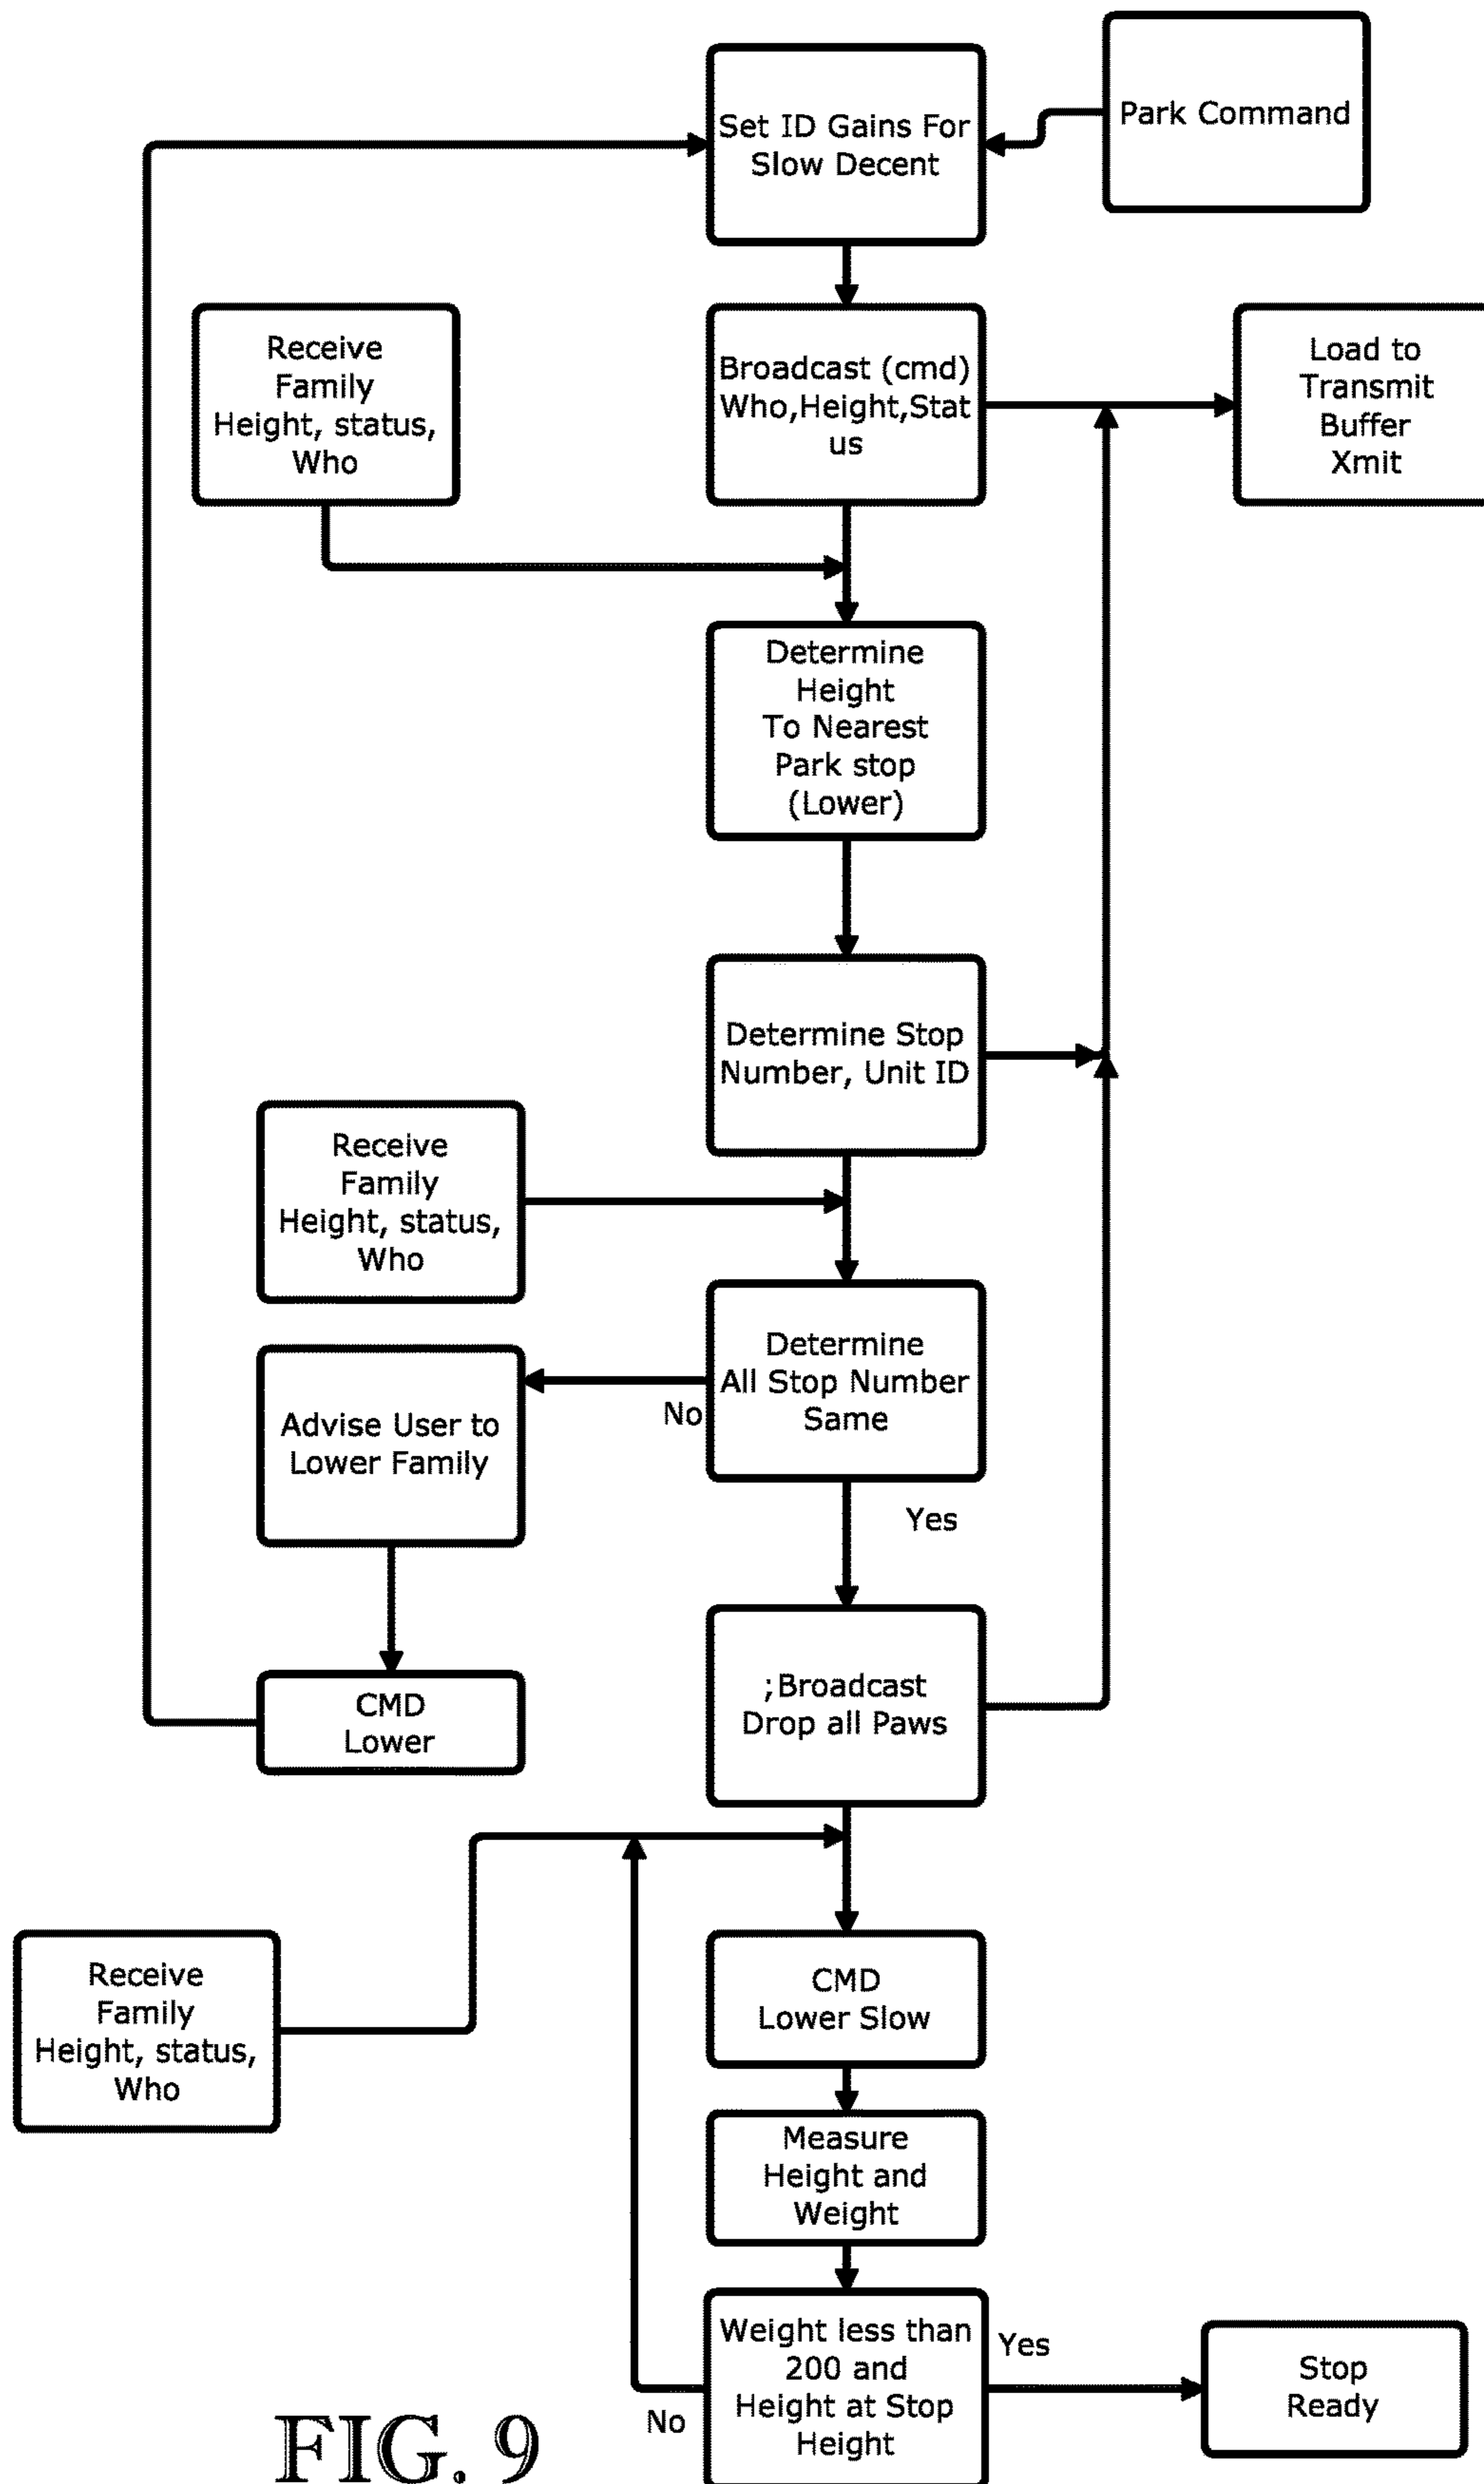 Park Command
Set ID Gains For
Slow Decent
Receive
Family
Height, status,
Who
Broadcast (cmd)
Who,Height,Stat
us
Load to
Transmit
Buffer
Xmit
Determine
Height
To Nearest
Park stop
(Lower)
Determine Stop
Number, Unit ID
Receive
Family
Height, status,
Who
Determine
All Stop Number
Same
No
Advise User to
Lower Family
Yes
CMD
Lower
;Broadcast
Drop all Paws
Receive
Family
Height, status,
Who
CMD
Lower Slow
Measure
Height and
Weight
Weight less than
200 and
Height at Stop
Height
Yes
No
Stop
Ready
FIG. 9